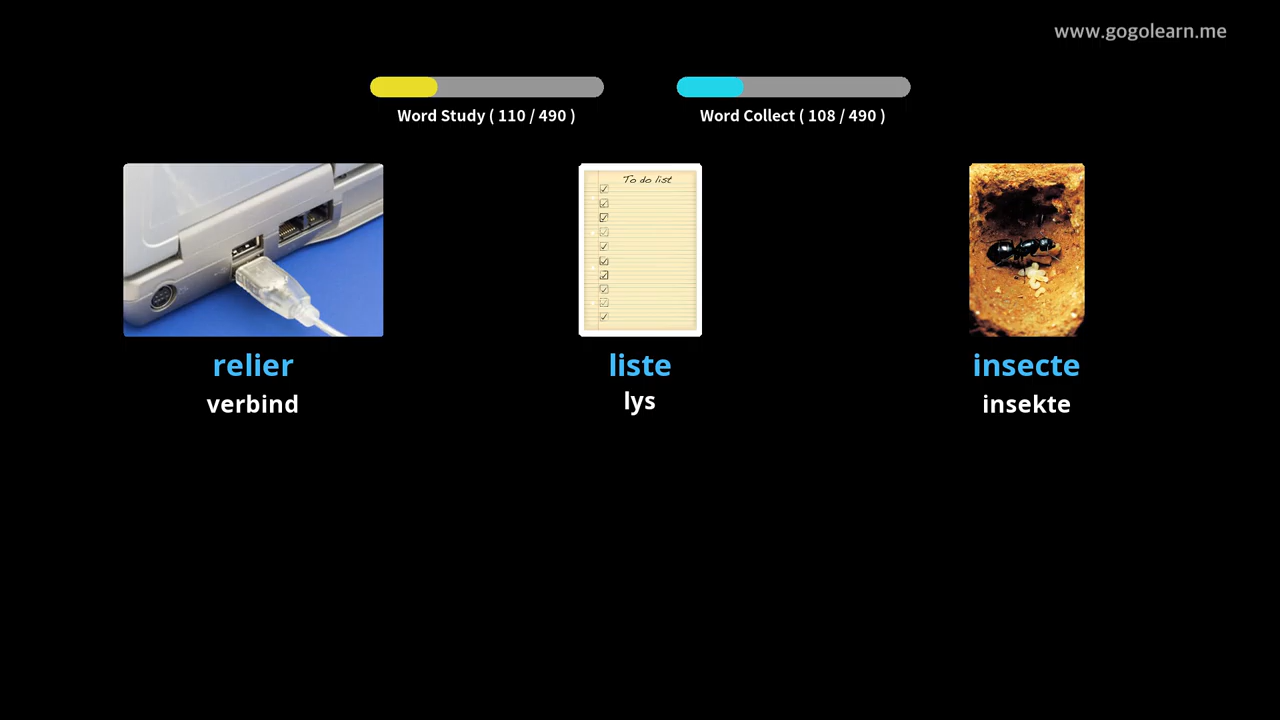 www.gogolearn.me
Word Study ( 110 / 490 )
Word Collect ( 108 / 490 )
To do list
relier
liste
insecte
verbind
lys
insekte